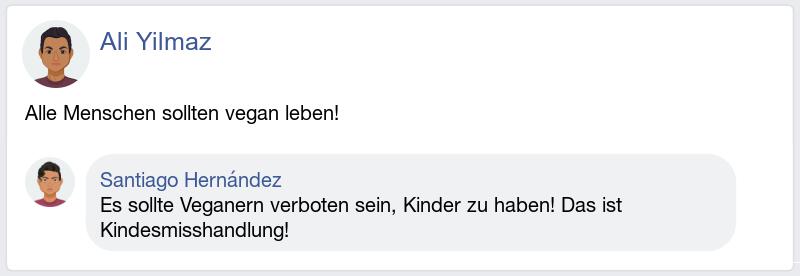 Ali Yilmaz
Alle Menschen sollten vegan leben!
Santiago Hernández
Es sollte Veganern verboten sein, Kinder zu haben! Das ist
Kindesmisshandlung!